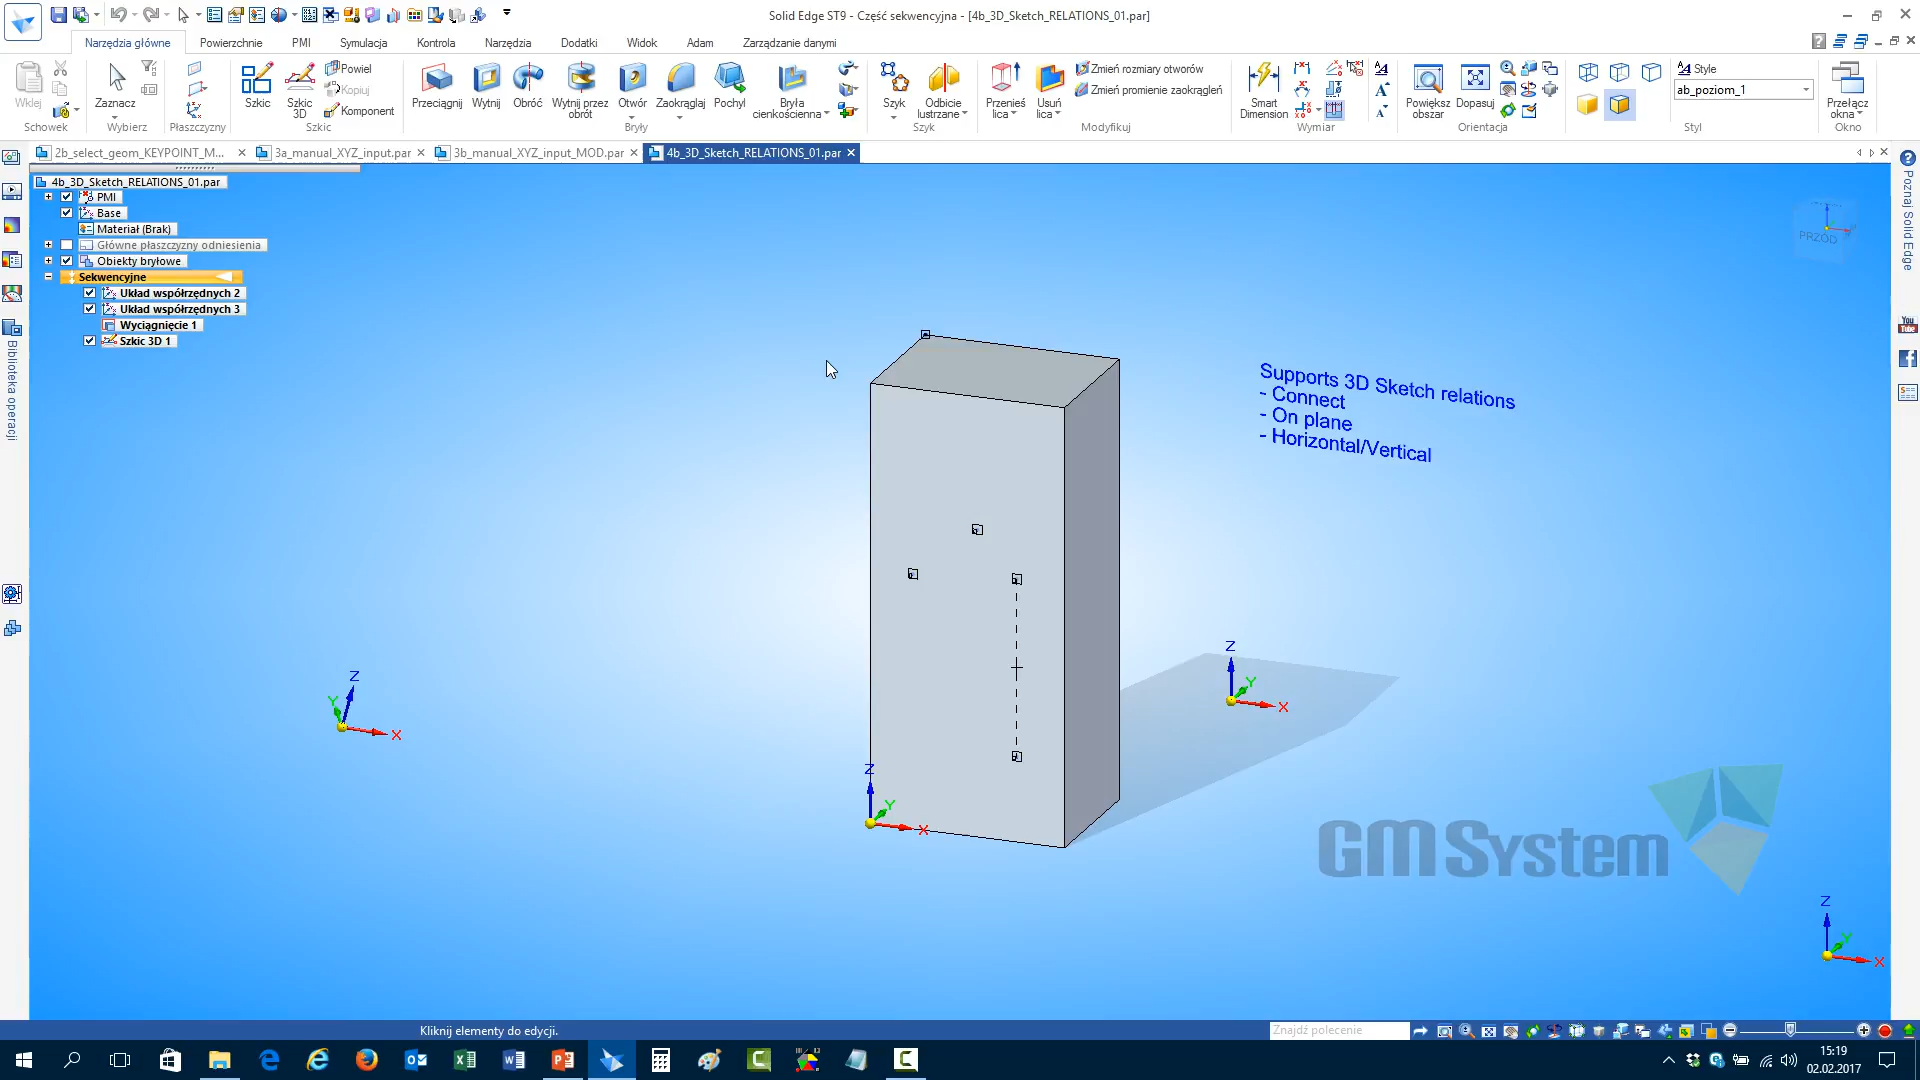 Solid Edge ST9 - Część sekwencyjna - [4b_3D_Sketch_RELATIONS_01.par]
Narzędzia główne Powierzchnie PMI Symulacja Kontrola Narzędzia Dodatki Widok Adam Zarządzanie danymi
Wklej
Schowek
Zaznacz
Wybierz
Płaszczyzny
Szkic
Szkic 3D
Powiel
Kopiuj
Komponent
Szkic
Przeciągnij
Wytnij
Obróć
Wytnij przez obrót
Otwór
Zaokrąglaj
Pochyl
Bryła cienkościenna
Bryły
Szyk
Odbicie lustrzane
Szyk
Przenieś lica
Usuń lica
Zmień rozmiary otworów
Zmień promienie zaokrągleń
Modyfikuj
Smart Dimension
Wymiar
Powiększ obszar
Dopasuj
Orientacja
Style
ab_poziom_1
Styl
Przełącz okna
Okno
2b_select_geom_KEYPOINT_M...
3a_manual_XYZ_input.par
3b_manual_XYZ_input_MOD.par
4b_3D_Sketch_RELATIONS_01.par
4b_3D_Sketch_RELATIONS_01.par
PMI
Base
Materiał (Brak)
Główne płaszczyzny odniesienia
Obiekty bryłowe
Sekwencyjne
Układ współrzędnych 2
Układ współrzędnych 3
Wyciągnięcie 1
Szkic 3D 1
Biblioteka operacji
Poznaj Solid Edge
You Tube
PRZÓD
Supports 3D Sketch relations
- Connect
- On plane
- Horizontal/Vertical
Z
Y
X
Z
Y
X
Z
Y
X
GM System
Z
Y
X
Kliknij elementy do edycji.
Znajdź polecenie
15:19
02.02.2017